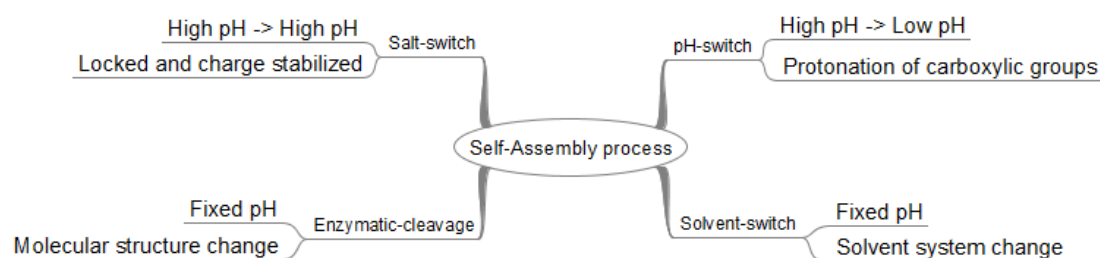 High pH -> High pH
Salt-switch
Locked and charge stabilized
High pH -> Low pH
pH-switch
Protonation of carboxylic groups
Self-Assembly process
Fixed pH
Enzymatic-cleavage
Molecular structure change
Fixed pH
Solvent-switch
Solvent system change